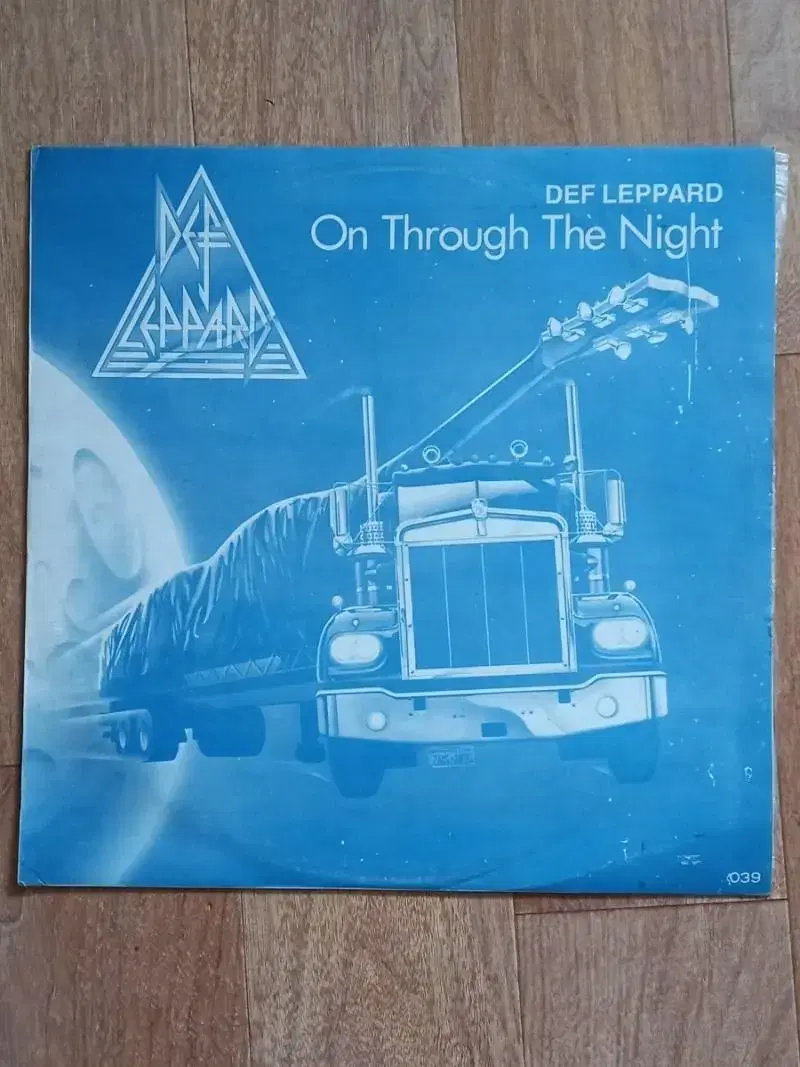 DEF
LEPPARD
DEF LEPPARD
On Through The Night
039